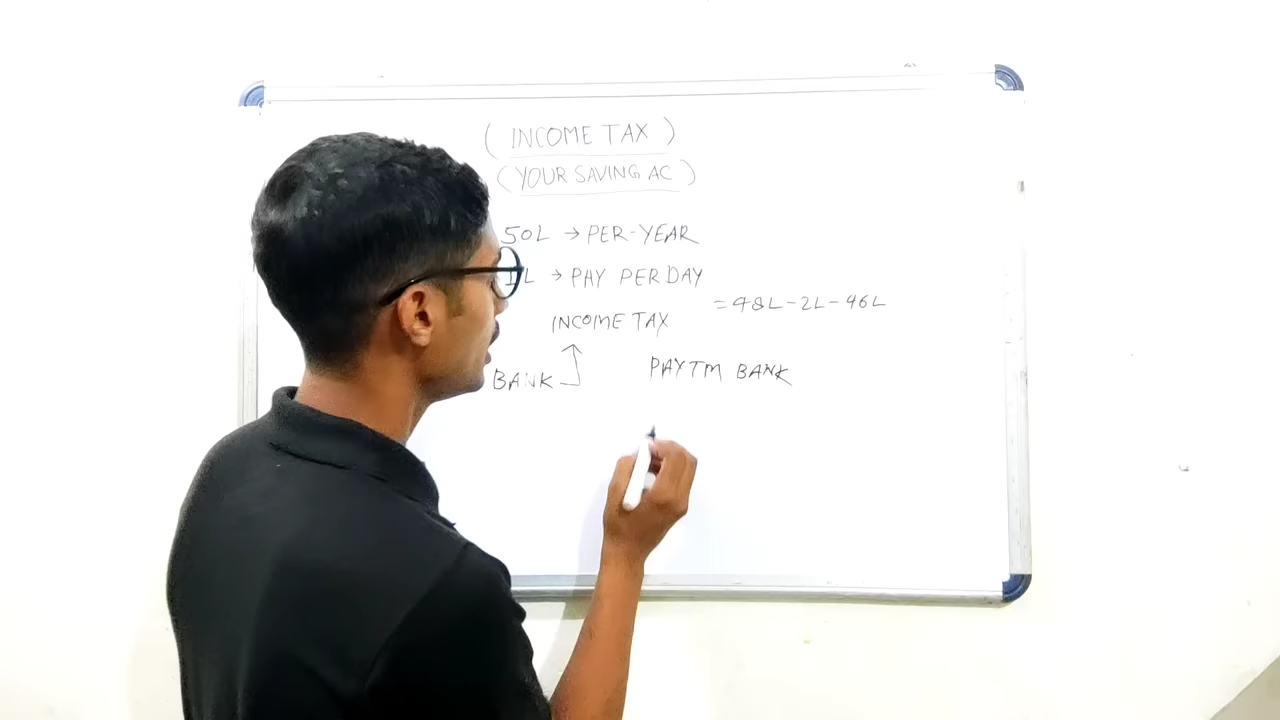 ( INCOME TAX )
(YOUR SAVING AC )
50L → PER-YEAR
1L → PAY PER DAY
= 48L - 2L - 46L
INCOME TAX
BANK
PAYTM BANK